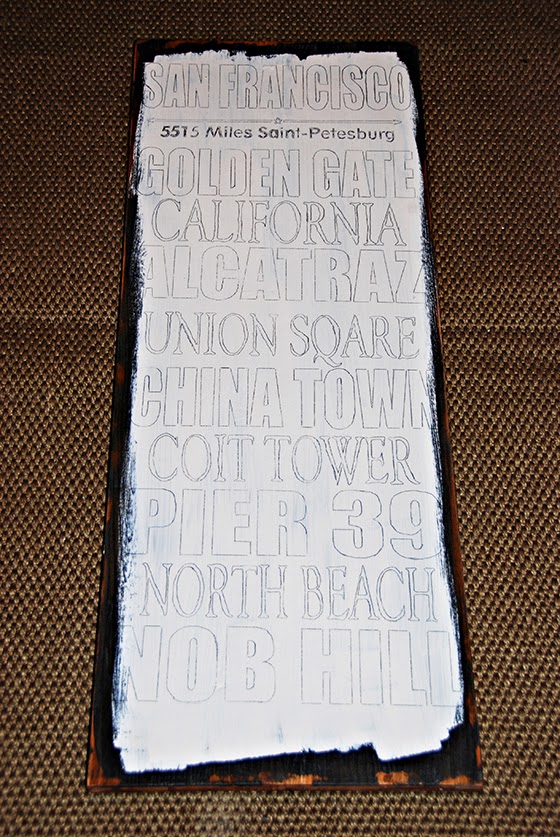 SAN FRANCISCO
5515 Miles Saint-Petesburg
GOLDEN GATE
CALIFORNIA
ALCATRAZ
UNION SQARE
CHINA TOWN
COIT TOWER
PIER 39
NORTH BEACH
NOB HILL